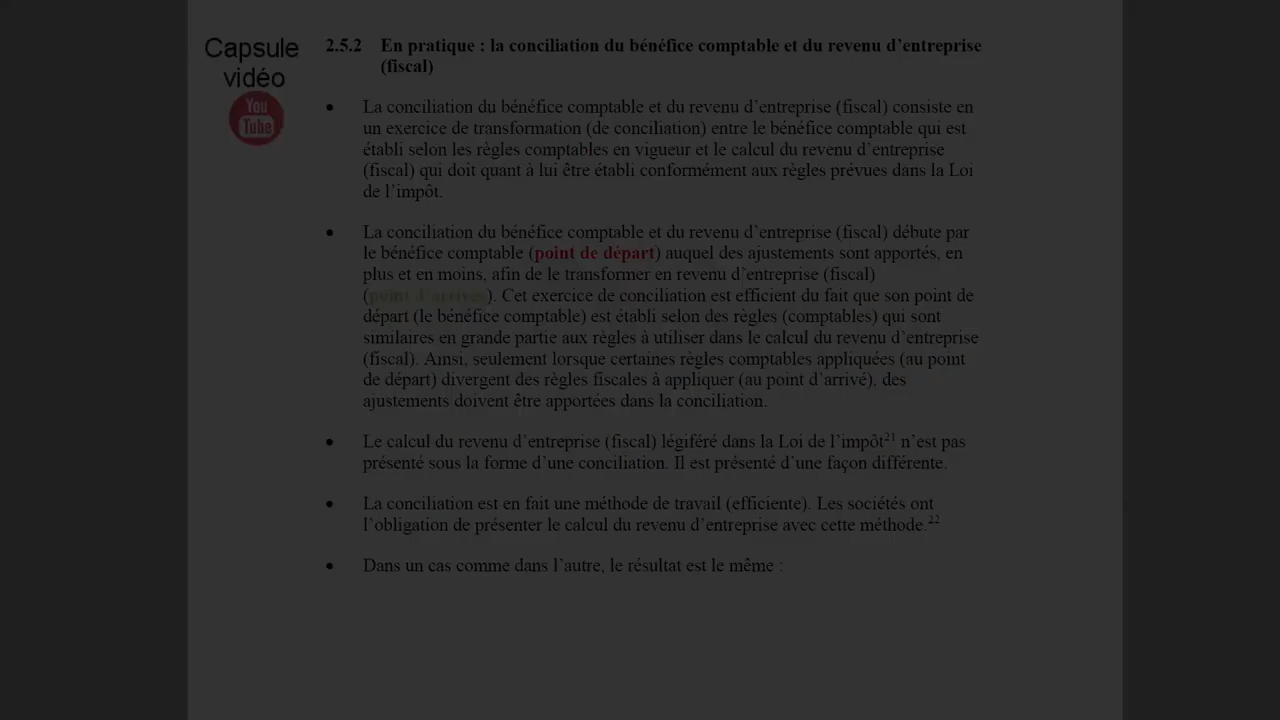 Capsule
vidéo
You
Tube
2.5.2 En pratique : la conciliation du bénéfice comptable et du revenu d’entreprise
(fiscal)
• La conciliation du bénéfice comptable et du revenu d’entreprise (fiscal) consiste en
un exercice de transformation (de conciliation) entre le bénéfice comptable qui est
établi selon les règles comptables en vigueur et le calcul du revenu d’entreprise
(fiscal) qui doit quant à lui être établi conformément aux règles prévues dans la Loi
de l’impôt.
• La conciliation du bénéfice comptable et du revenu d’entreprise (fiscal) débute par
le bénéfice comptable (point de départ) auquel des ajustements sont apportés, en
plus et en moins, afin de le transformer en revenu d’entreprise (fiscal)
(point d’arrivée). Cet exercice de conciliation est efficient du fait que son point de
départ (le bénéfice comptable) est établi selon des règles (comptables) qui sont
similaires en grande partie aux règles à utiliser dans le calcul du revenu d’entreprise
(fiscal). Ainsi, seulement lorsque certaines règles comptables appliquées (au point
de départ) divergent des règles fiscales à appliquer (au point d’arrivé), des
ajustements doivent être apportées dans la conciliation.
• Le calcul du revenu d’entreprise (fiscal) légiféré dans la Loi de l’impôt21 n’est pas
présenté sous la forme d’une conciliation. Il est présenté d’une façon différente.
• La conciliation est en fait une méthode de travail (efficiente). Les sociétés ont
l’obligation de présenter le calcul du revenu d’entreprise avec cette méthode.22
• Dans un cas comme dans l’autre, le résultat est le même :